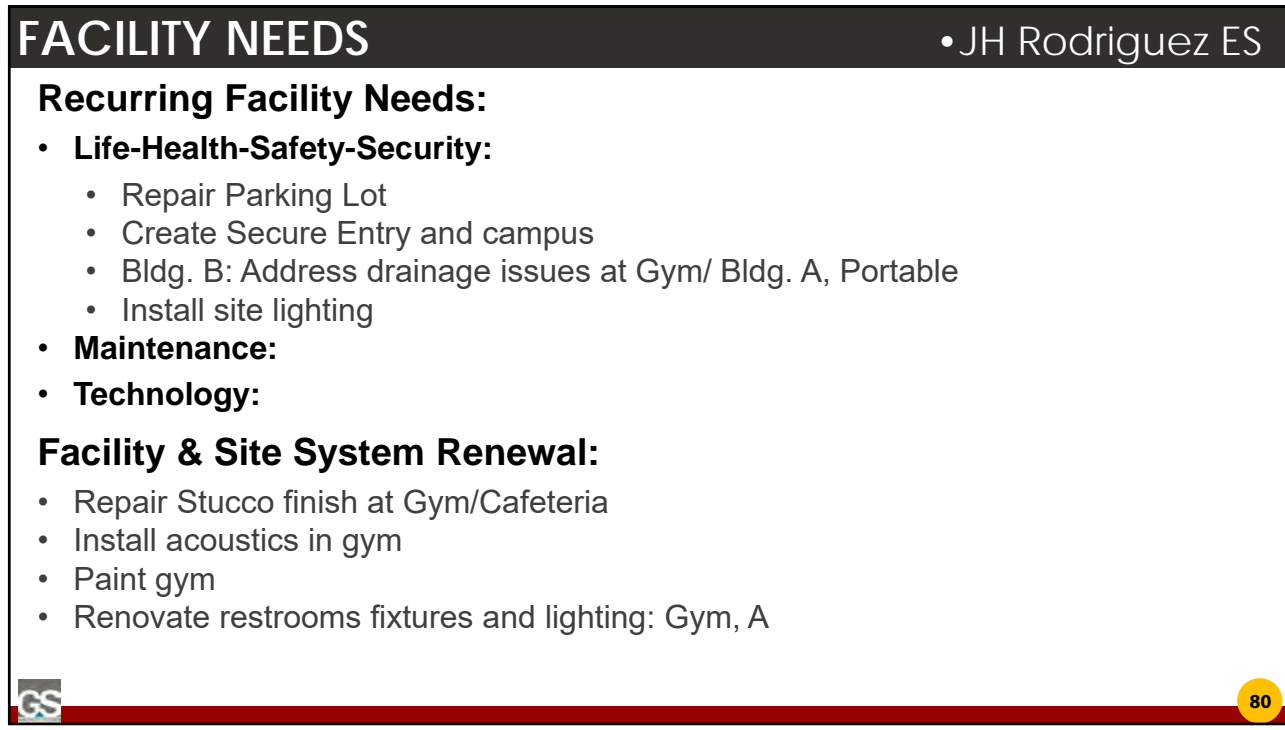 FACILITY NEEDS
•JH Rodriguez ES
Recurring Facility Needs:
• Life-Health-Safety-Security:
• Repair Parking Lot
• Create Secure Entry and campus
• Bldg. B: Address drainage issues at Gym/ Bldg. A, Portable
• Install site lighting
• Maintenance:
• Technology:
Facility & Site System Renewal:
• Repair Stucco finish at Gym/Cafeteria
• Install acoustics in gym
• Paint gym
• Renovate restrooms fixtures and lighting: Gym, A
GS
80